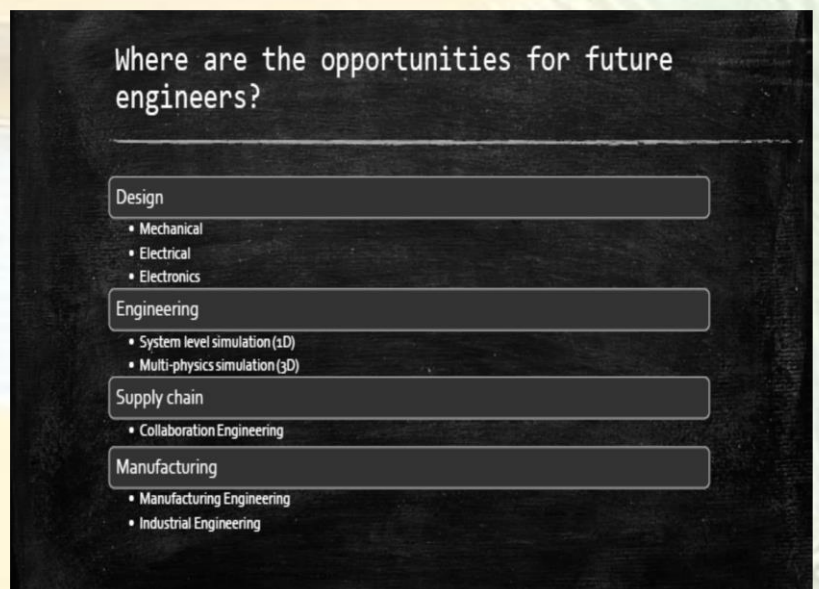 Where are the opportunities for future
engineers?
Design
• Mechanical
• Electrical
• Electronics
Engineering
• System level simulation (1D)
• Multi-physics simulation (3D)
Supply chain
• Collaboration Engineering
Manufacturing
• Manufacturing Engineering
• Industrial Engineering